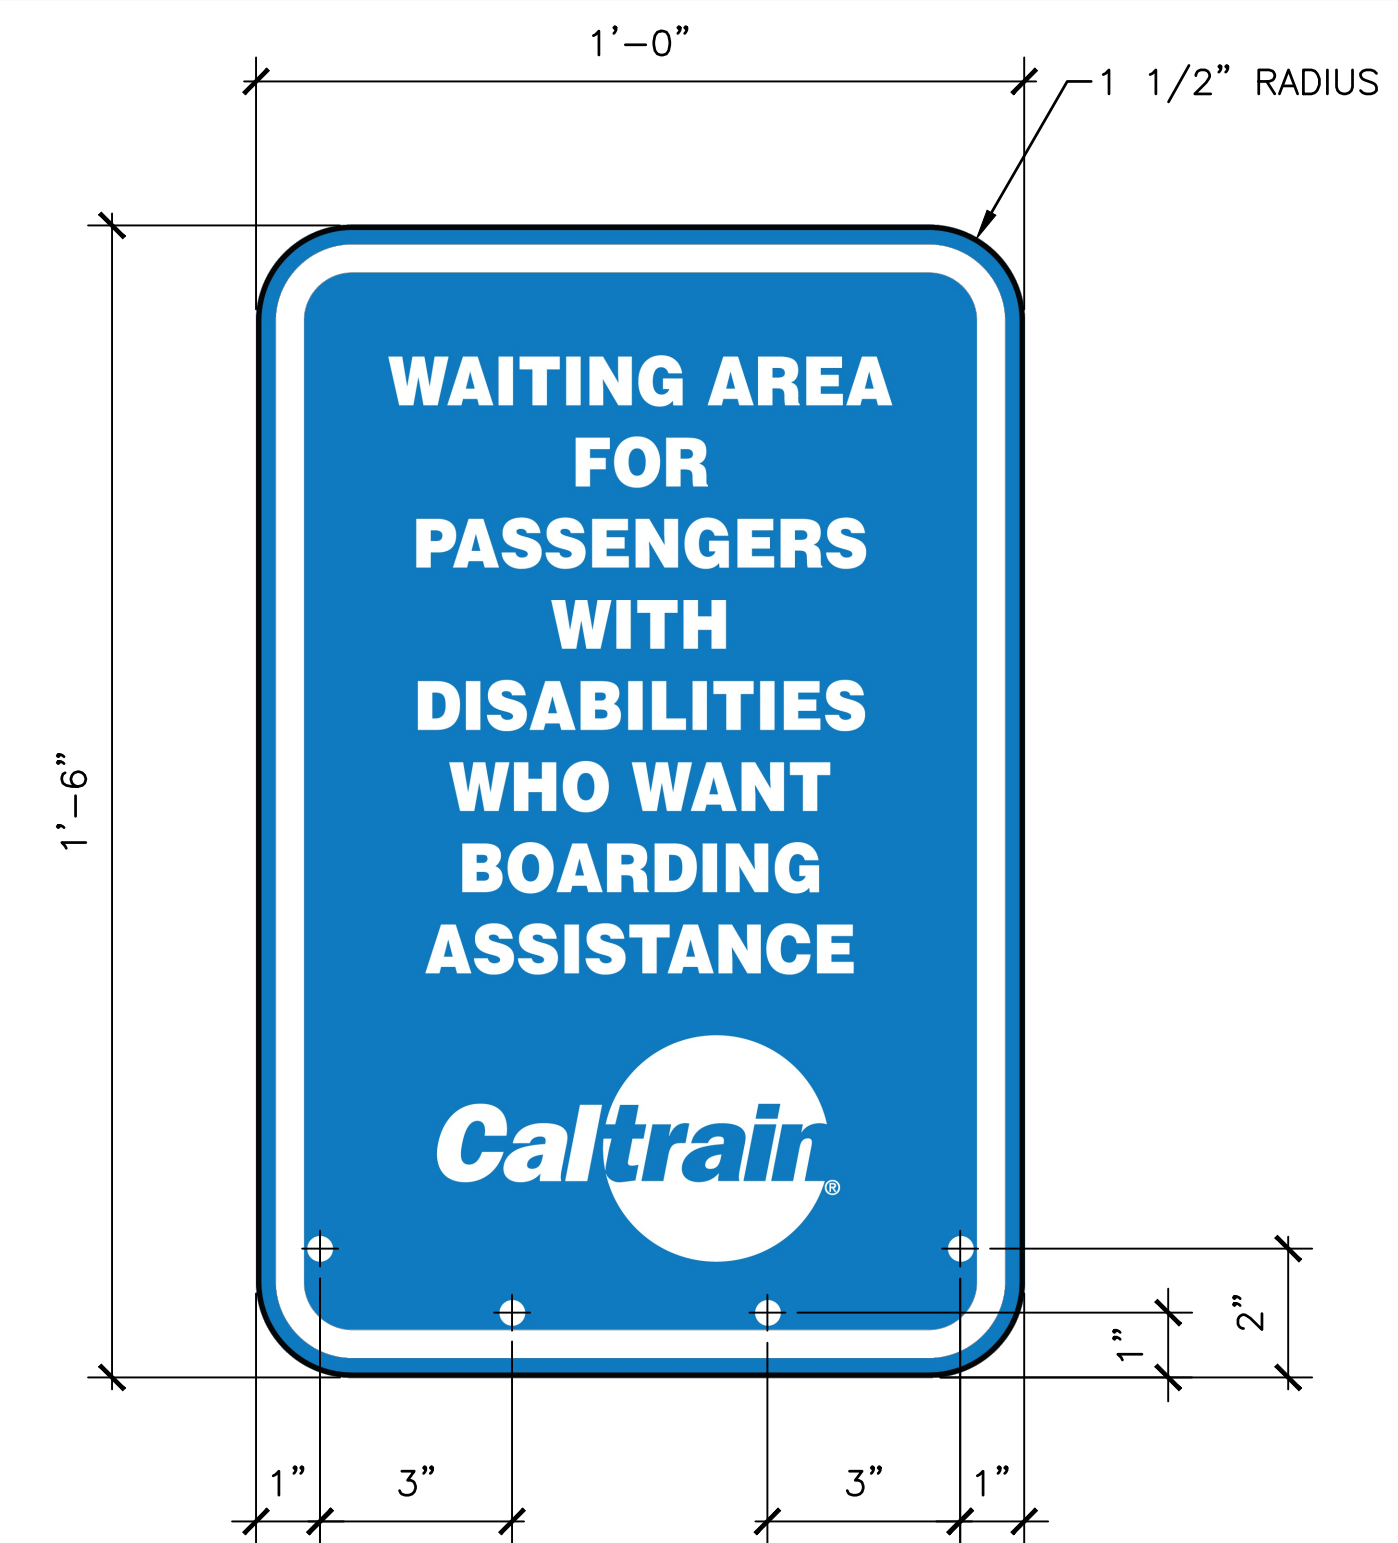 1'-0"
1 1/2" RADIUS
WAITING AREA
FOR
PASSENGERS
WITH
DISABILITIES
WHO WANT
BOARDING
ASSISTANCE
Caltrain®
1'-6"
2"
1"
1"
3"
3"
1"